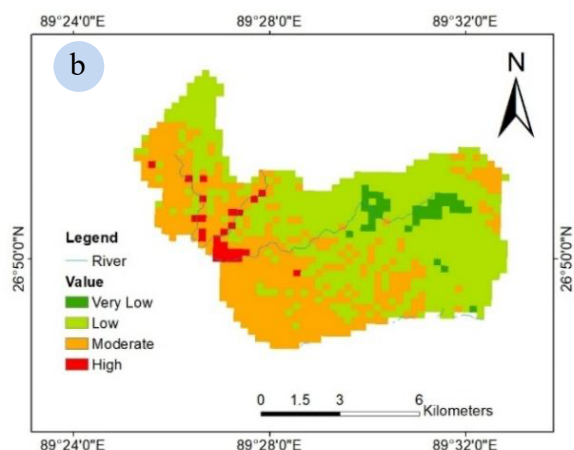 89°24'0"E 89°28'0"E 89°32'0"E
b
N
26°50'0"N 26°50'0"N
Legend
River
Value
Very Low
Low
Moderate
High
0 1.5 3 6
Kilometers
89°24'0"E 89°28'0"E 89°32'0"E